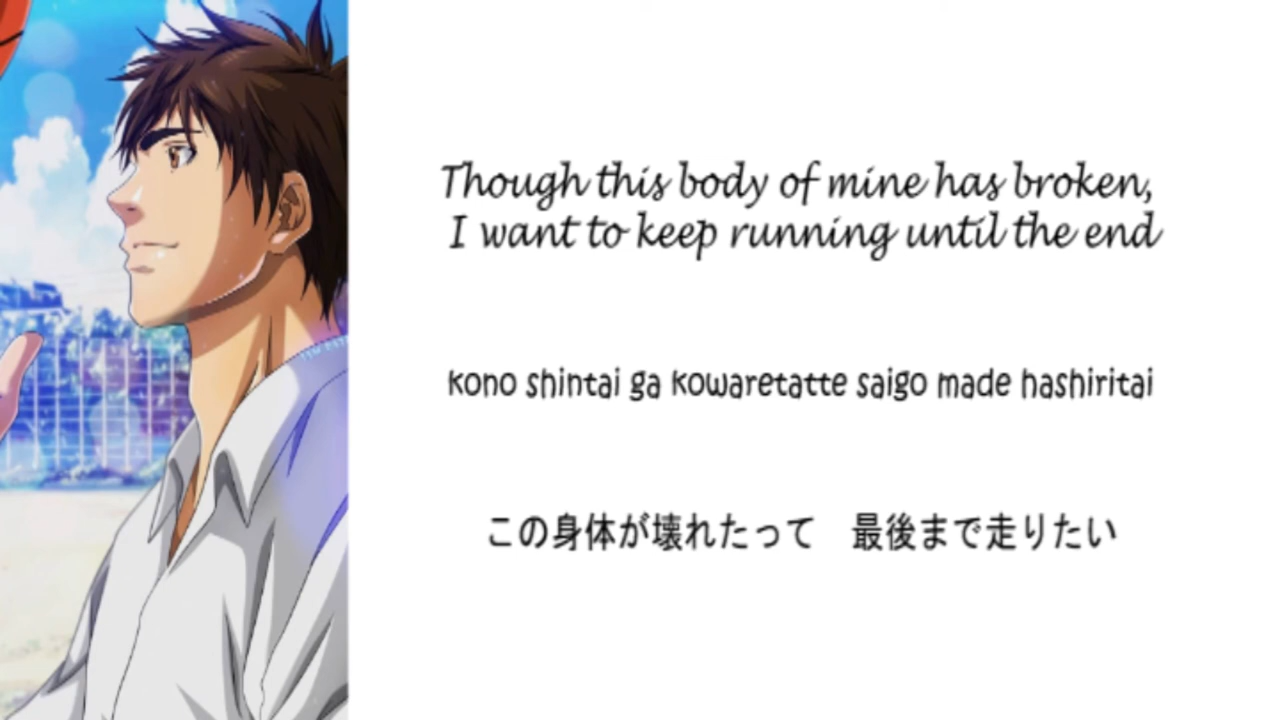 Though this body of mine has broken,
I want to keep running until the end
kono shintai ga kowaretatte saigo made hashiritai
この身体が壊れたって　最後まで走りたい